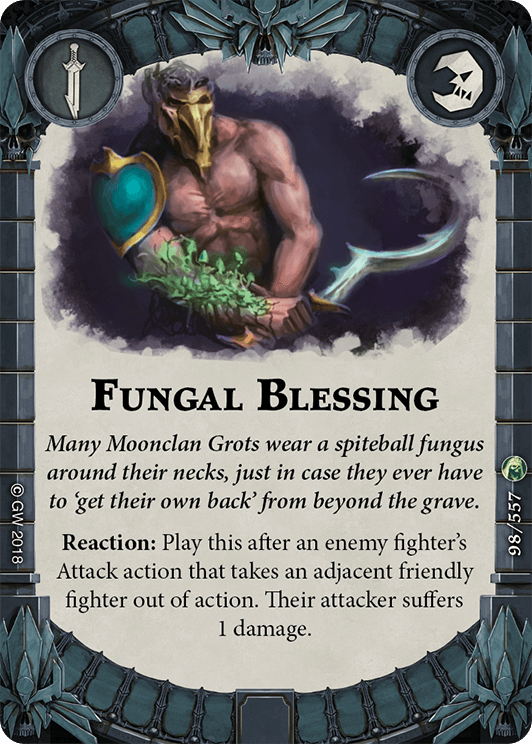 FUNGAL BLESSING
Many Moonclan Grots wear a spiteball fungus
around their necks, just in case they ever have
to ‘get their own back’ from beyond the grave.
Reaction: Play this after an enemy fighter’s
Attack action that takes an adjacent friendly
fighter out of action. Their attacker suffers
1 damage.
© GW 2018
98/557